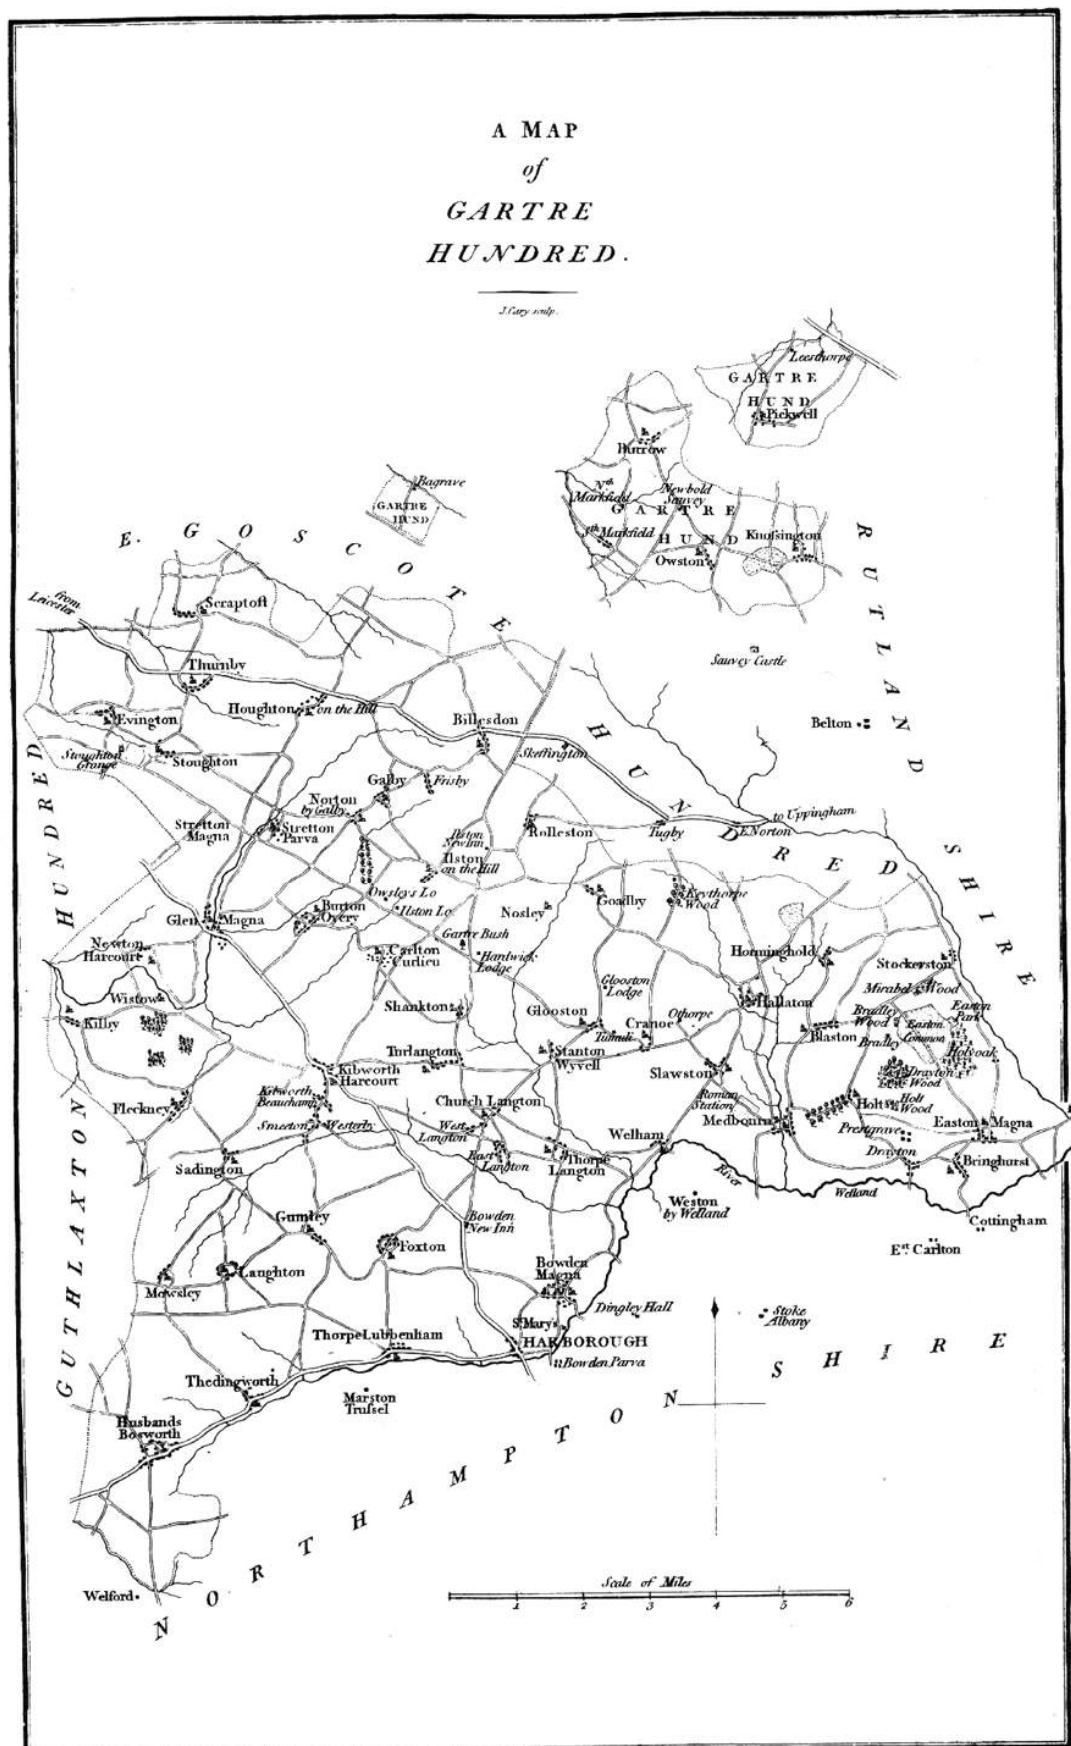 A MAP
of
GARTRE
HUNDRED.
J. Cary sculp.
Leesthorpe
GARTRE
HUND
Pickwell
Burrow
Bagrave
GARTRE
HUND
Nth
Markfield
Newbold
Sauvey
GARTRE
Sth Markfield
HUND
Knossington
Owston
E. GOSCOTE HUNDRED
RUTLAND SHIRE
from
Leicester
Scraptoft
Sauvey Castle
Thurnby
Houghton on the Hill
Evington
Billesdon
Belton
Stoughton
Grange
Stoughton
Skeffington
Galby
Frisby
Norton
by Galby
to Uppingham
Stretton
Magna
Stretton
Parva
Ilston
New Inn
Rolleston
Tugby
E. Norton
Ilston
on the Hill
Owsleys Lo
Keythorpe
Wood
Goadby
Glen Magna
Burton
Overy
Ilston Lo.
Nosley
Gartre Bush
Newton
Harcourt
Carlton
Curlieu
Hardwick
Lodge
Horminghold
Stockerston
Glooston
Lodge
Mirabel Wood
Wistow
Shankton
Hallaton
Kilby
Glooston
Cranoe
Othorpe
Bradley
Wood
Easton
Park
Tumuli
Blaston
Bradley
Easton
Common
Turlangton
Stanton
Wyvell
Holyoak
Kibworth
Harcourt
Slawston
Drayton
Wood
Kibworth
Beauchamp
Roman
Station
Fleckney
Church Langton
Holt
Holt
Wood
Smeeton Westerby
West
Langton
Medbourn
Prestgrave
Easton Magna
East
Langton
Welham
Drayton
Sadington
Thorpe
Langton
Bringhurst
River Welland
Weston
by Welland
Gumley
Bowden
New Inn
Cottingham
Foxton
Est. Carlton
Laughton
Bowden
Magna
Mowsley
Dingley Hall
Stoke
Albany
St Mary's
Thorpe Lubbenham
HARBOROUGH
Bowden Parva
Thedingworth
Marston
Trussel
Husbands
Bosworth
GUTHLAXTON HUNDRED
NORTHAMPTON SHIRE
Welford
Scale of Miles
1 2 3 4 5 6